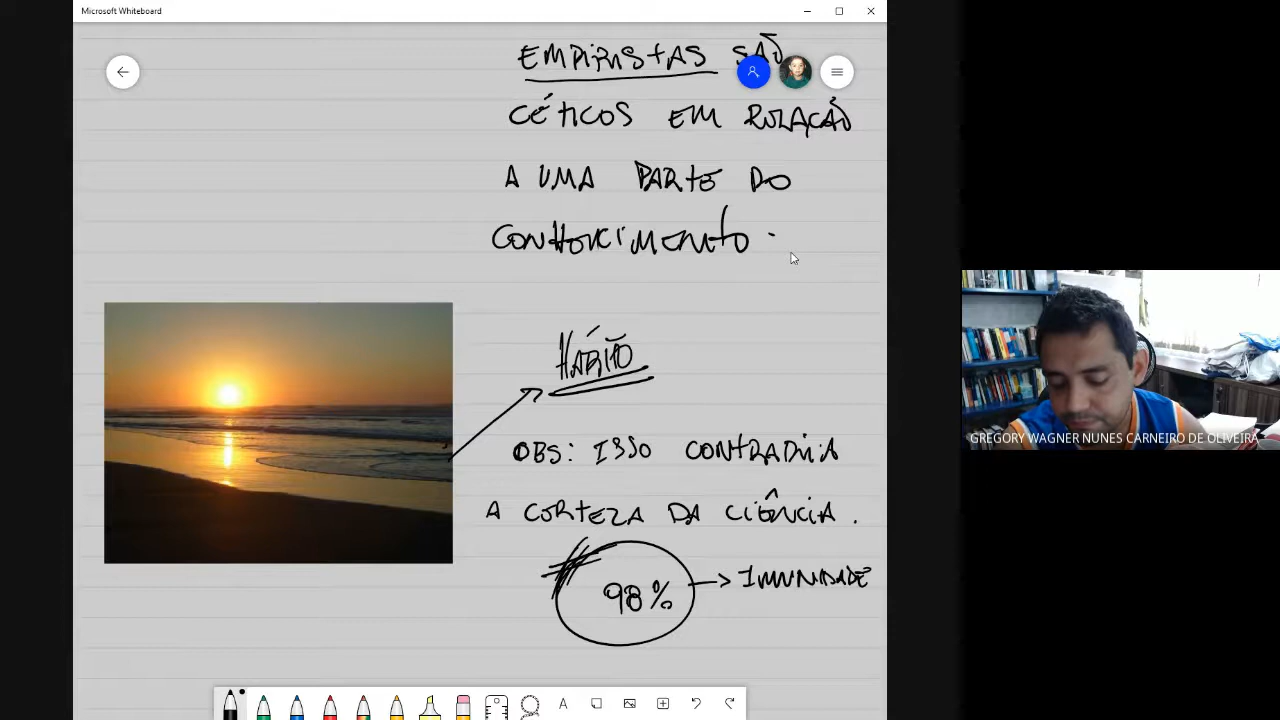 Microsoft Whiteboard
EMPIRISTAS SÃO
CÉTICOS EM RELAÇÃO
A UMA PARTE DO
CONHECIMENTO.
HÁBITO
OBS: ISSO CONTRADIRIA
A CERTEZA DA CIÊNCIA.
98% → IMUNIDADE
GREGORY WAGNER NUNES CARNEIRO DE OLIVEIRA